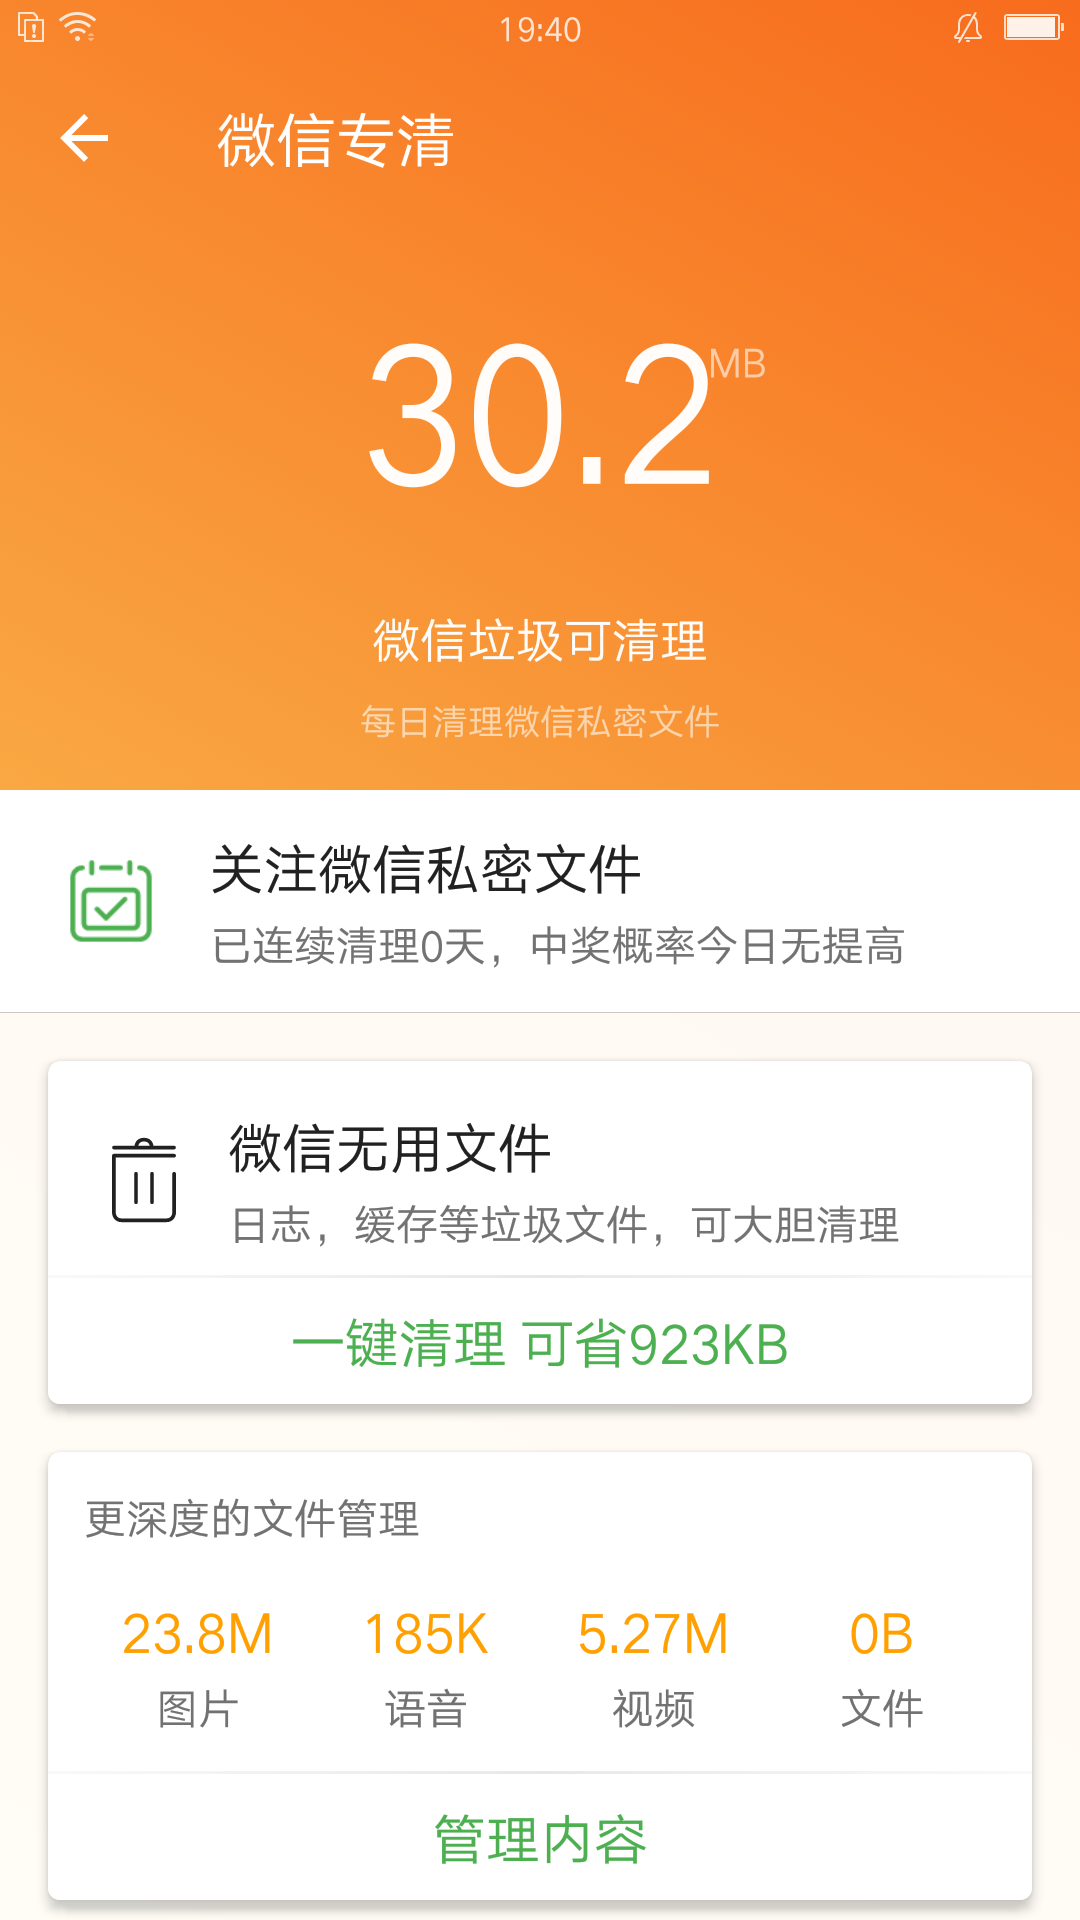 19:40
微信专清
30.2MB
微信垃圾可清理
每日清理微信私密文件
关注微信私密文件
已连续清理0天，中奖概率今日无提高
微信无用文件
日志，缓存等垃圾文件，可大胆清理
一键清理 可省923KB
更深度的文件管理
23.8M 185K 5.27M 0B
图片 语音 视频 文件
管理内容